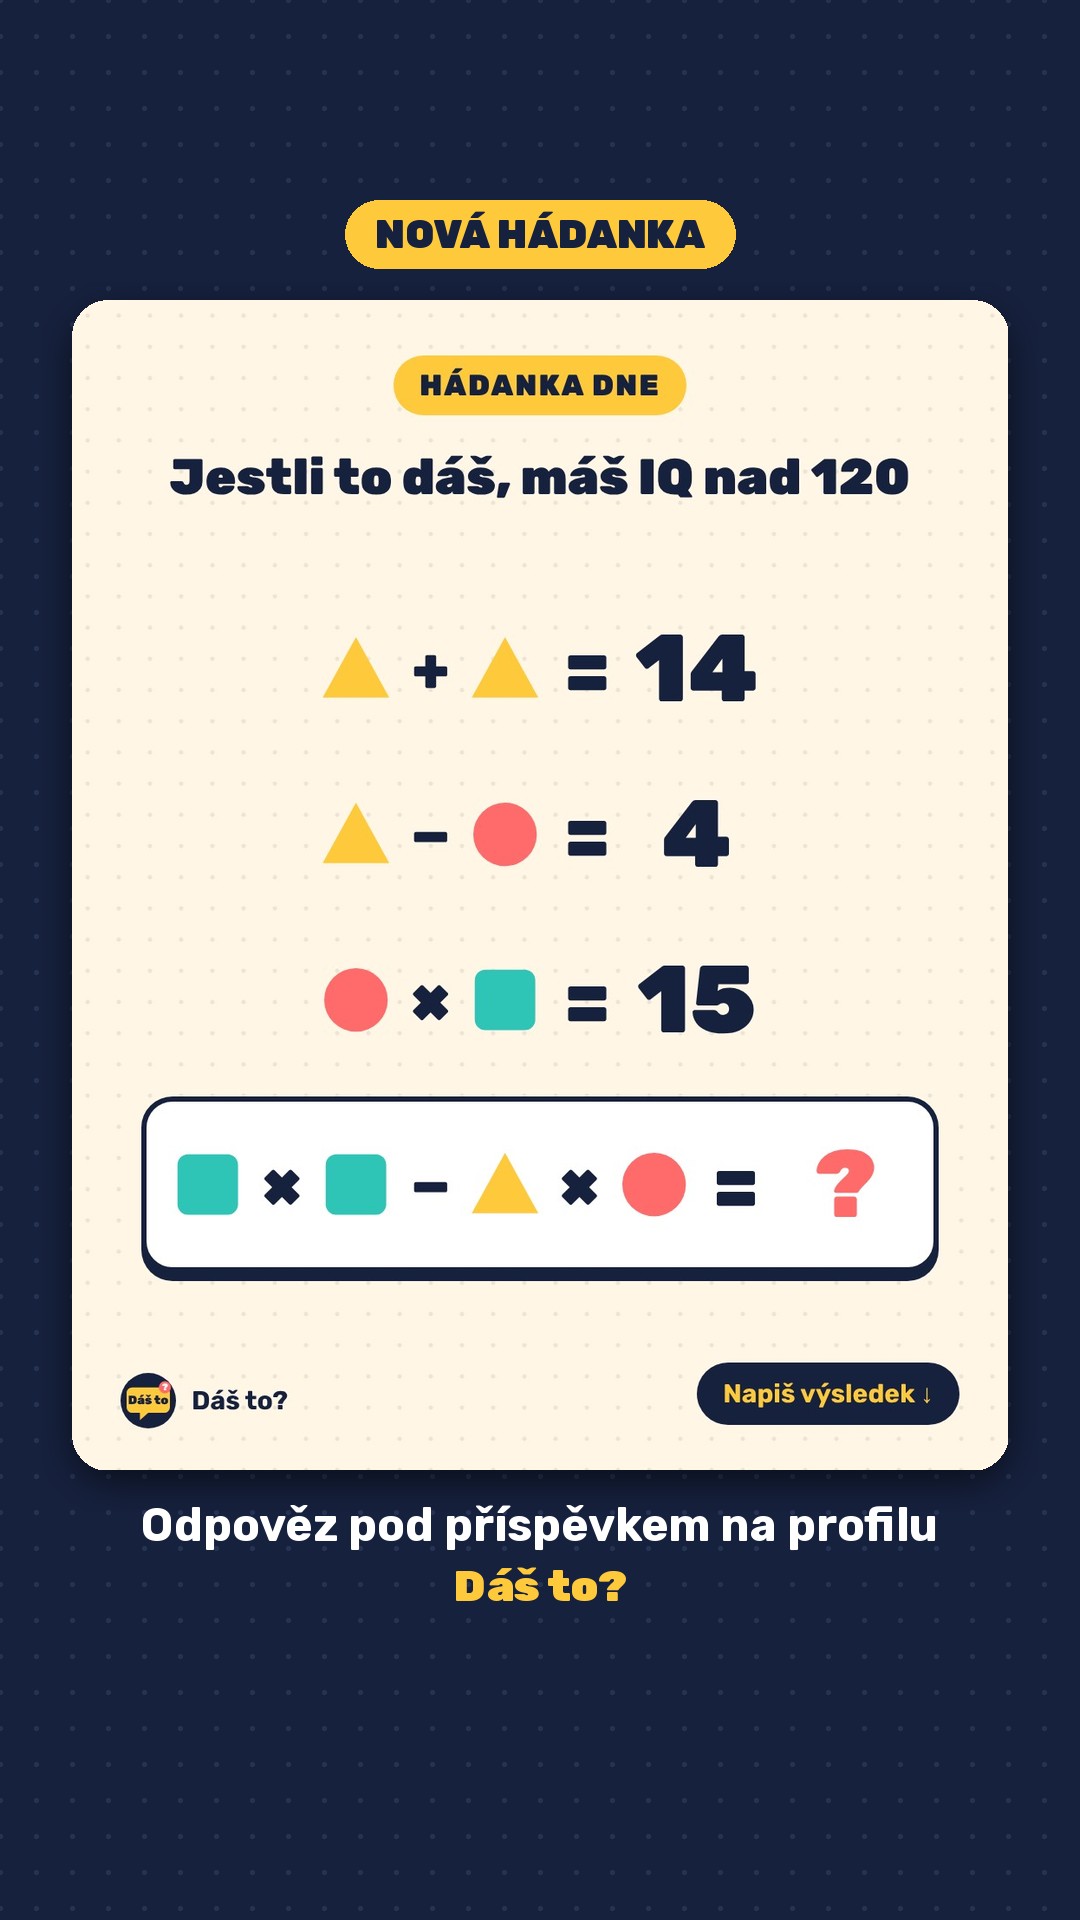 NOVÁ HÁDANKA
HÁDANKA DNE
Jestli to dáš, máš IQ nad 120
+ = 14
− = 4
× = 15
× − × = ?
Dáš to ?
Dáš to?
Napiš výsledek ↓
Odpověz pod příspěvkem na profilu
Dáš to?